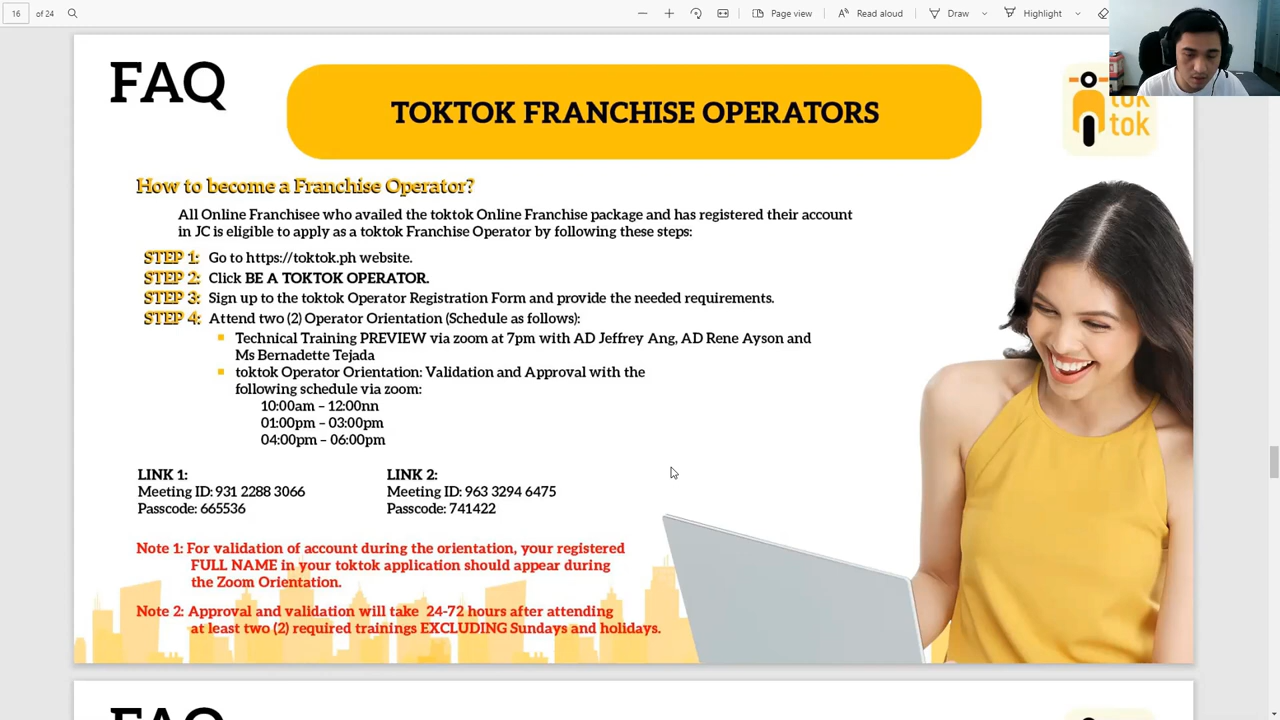 16 of 24
Page view
Read aloud
Draw
Highlight
FAQ
TOKTOK FRANCHISE OPERATORS
tok
tok
How to become a Franchise Operator?
All Online Franchisee who availed the toktok Online Franchise package and has registered their account
in JC is eligible to apply as a toktok Franchise Operator by following these steps:
STEP 1: Go to https://toktok.ph website.
STEP 2: Click BE A TOKTOK OPERATOR.
STEP 3: Sign up to the toktok Operator Registration Form and provide the needed requirements.
STEP 4: Attend two (2) Operator Orientation (Schedule as follows):
Technical Training PREVIEW via zoom at 7pm with AD Jeffrey Ang, AD Rene Ayson and
Ms Bernadette Tejada
toktok Operator Orientation: Validation and Approval with the
following schedule via zoom:
10:00am – 12:00nn
01:00pm – 03:00pm
04:00pm – 06:00pm
LINK 1:
Meeting ID: 931 2288 3066
Passcode: 665536
LINK 2:
Meeting ID: 963 3294 6475
Passcode: 741422
Note 1: For validation of account during the orientation, your registered
FULL NAME in your toktok application should appear during
the Zoom Orientation.
Note 2: Approval and validation will take 24-72 hours after attending
at least two (2) required trainings EXCLUDING Sundays and holidays.
FAQ